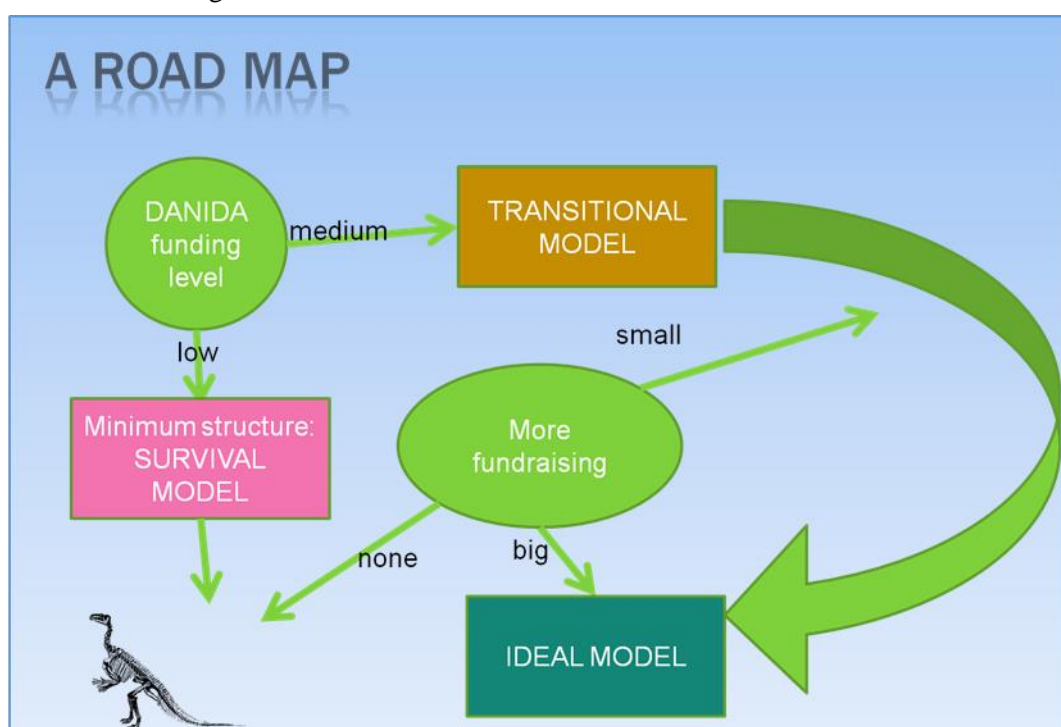 A ROAD MAP
DANIDA
funding
level
medium
TRANSITIONAL
MODEL
low
small
Minimum structure:
SURVIVAL
MODEL
More
fundraising
none
big
IDEAL MODEL